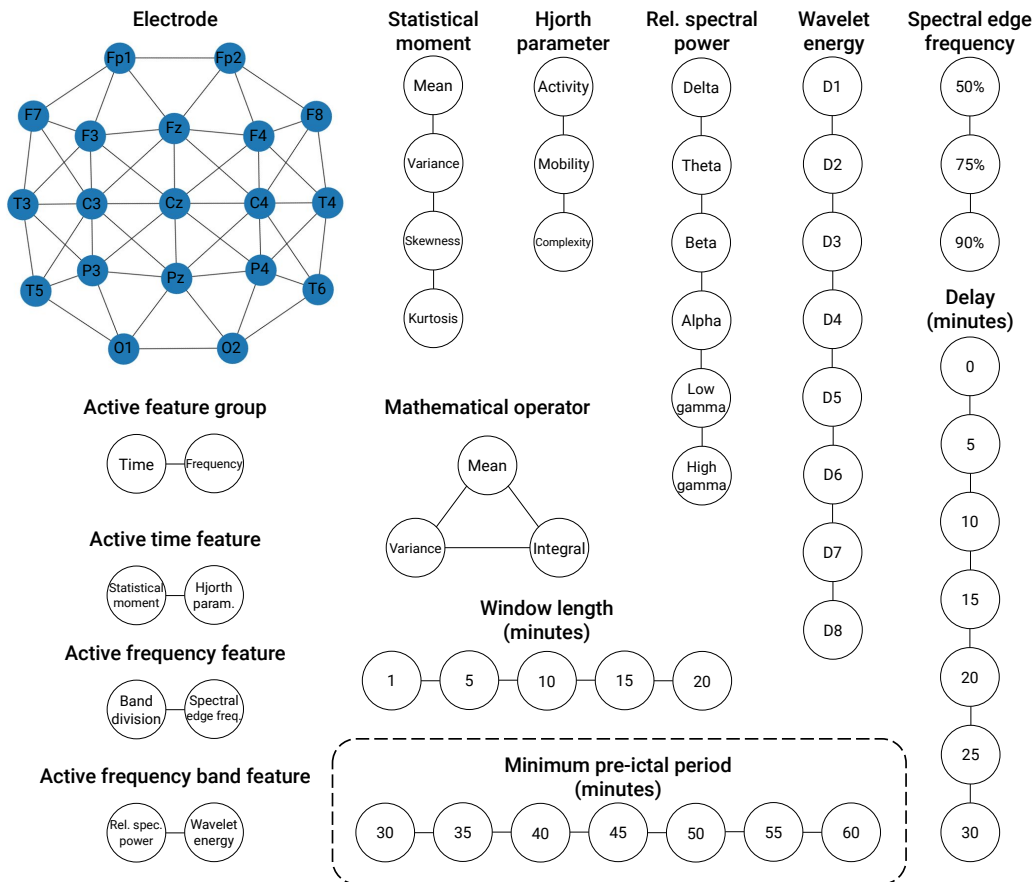 Electrode
Fp1
Fp2
F7
F3
Fz
F4
F8
T3
C3
Cz
C4
T4
T5
P3
Pz
P4
T6
O1
O2
Statistical
moment
Mean
Variance
Skewness
Kurtosis
Hjorth
parameter
Activity
Mobility
Complexity
Rel. spectral
power
Delta
Theta
Beta
Alpha
Low
gamma
High
gamma
Wavelet
energy
D1
D2
D3
D4
D5
D6
D7
D8
Spectral edge
frequency
50%
75%
90%
Delay
(minutes)
0
5
10
15
20
25
30
Active feature group
Time
Frequency
Active time feature
Statistical
moment
Hjorth
param.
Active frequency feature
Band
division
Spectral
edge freq.
Active frequency band feature
Rel. spec.
power
Wavelet
energy
Mathematical operator
Mean
Variance
Integral
Window length
(minutes)
1
5
10
15
20
Minimum pre-ictal period
(minutes)
30
35
40
45
50
55
60